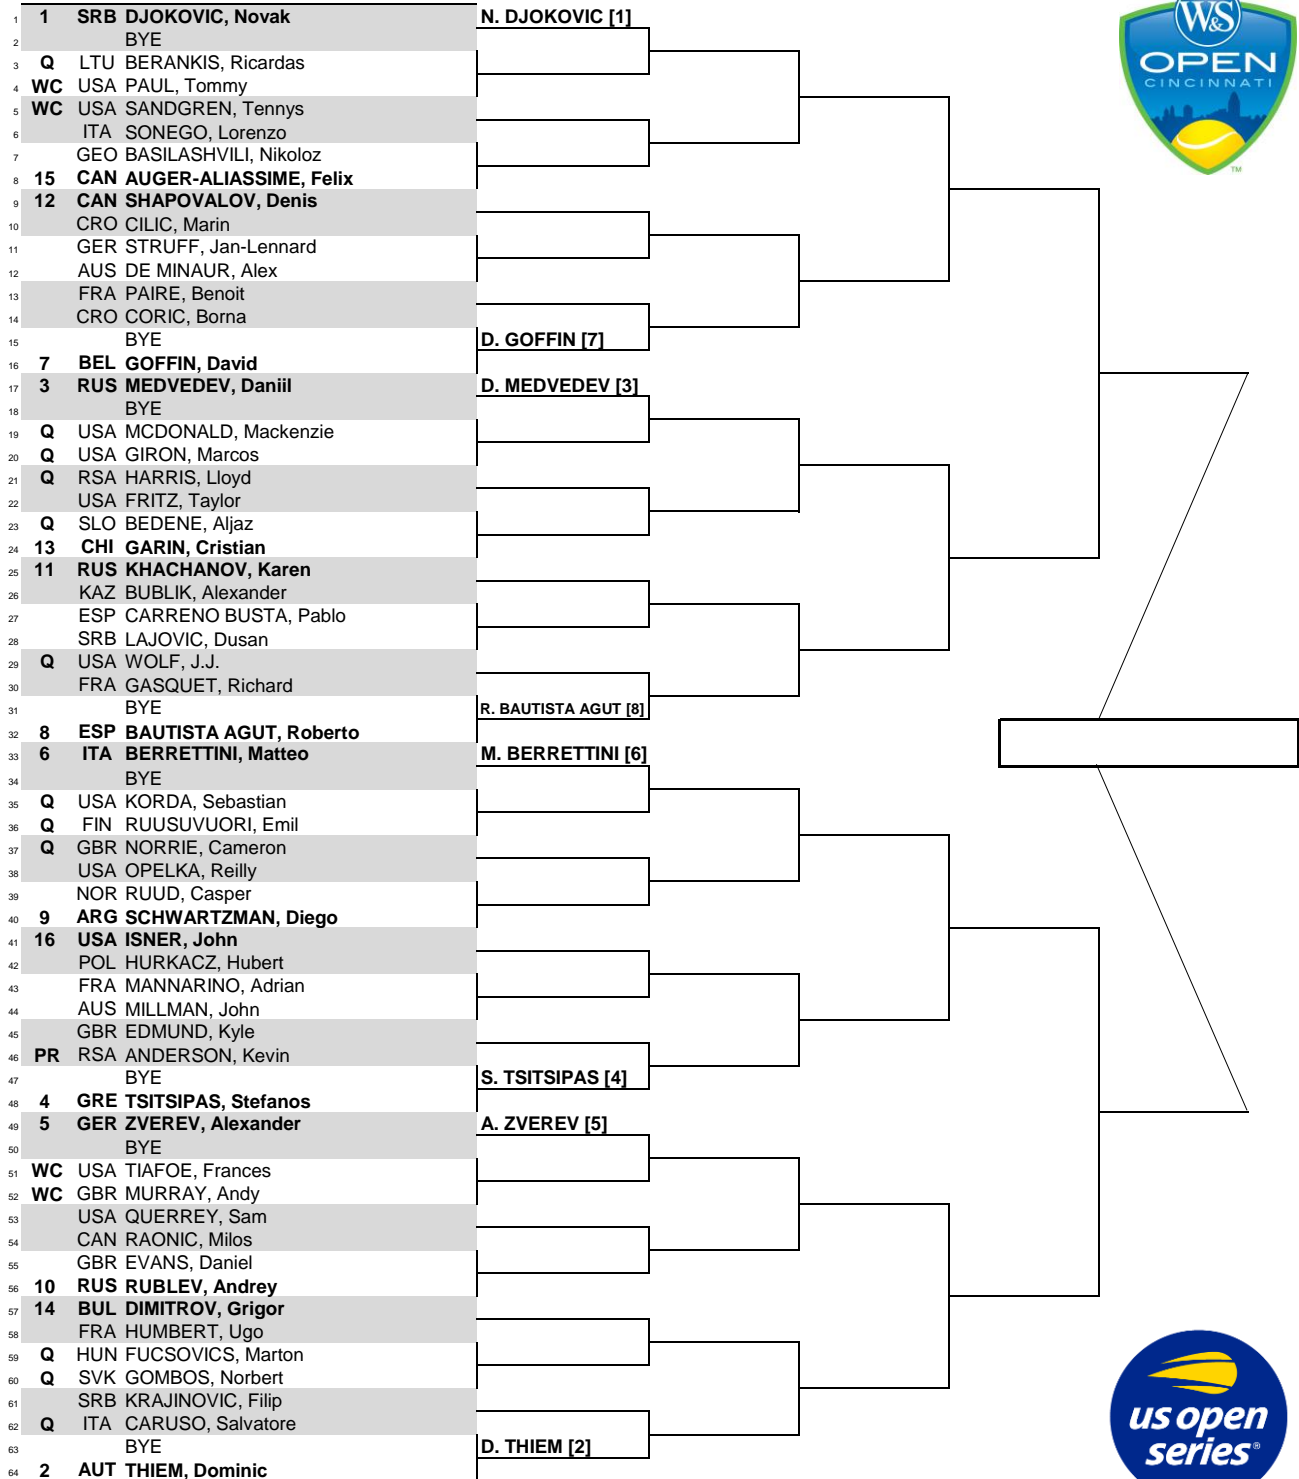 1 1 SRB DJOKOVIC, Novak N. DJOKOVIC [1]
2 BYE
3 Q LTU BERANKIS, Ricardas
4 WC USA PAUL, Tommy
5 WC USA SANDGREN, Tennys
6 ITA SONEGO, Lorenzo
7 GEO BASILASHVILI, Nikoloz
8 15 CAN AUGER-ALIASSIME, Felix
9 12 CAN SHAPOVALOV, Denis
10 CRO CILIC, Marin
11 GER STRUFF, Jan-Lennard
12 AUS DE MINAUR, Alex
13 FRA PAIRE, Benoit
14 CRO CORIC, Borna
15 BYE D. GOFFIN [7]
16 7 BEL GOFFIN, David
17 3 RUS MEDVEDEV, Daniil D. MEDVEDEV [3]
18 BYE
19 Q USA MCDONALD, Mackenzie
20 Q USA GIRON, Marcos
21 Q RSA HARRIS, Lloyd
22 USA FRITZ, Taylor
23 Q SLO BEDENE, Aljaz
24 13 CHI GARIN, Cristian
25 11 RUS KHACHANOV, Karen
26 KAZ BUBLIK, Alexander
27 ESP CARRENO BUSTA, Pablo
28 SRB LAJOVIC, Dusan
29 Q USA WOLF, J.J.
30 FRA GASQUET, Richard
31 BYE R. BAUTISTA AGUT [8]
32 8 ESP BAUTISTA AGUT, Roberto
33 6 ITA BERRETTINI, Matteo M. BERRETTINI [6]
34 BYE
35 Q USA KORDA, Sebastian
36 Q FIN RUUSUVUORI, Emil
37 Q GBR NORRIE, Cameron
38 USA OPELKA, Reilly
39 NOR RUUD, Casper
40 9 ARG SCHWARTZMAN, Diego
41 16 USA ISNER, John
42 POL HURKACZ, Hubert
43 FRA MANNARINO, Adrian
44 AUS MILLMAN, John
45 GBR EDMUND, Kyle
46 PR RSA ANDERSON, Kevin
47 BYE S. TSITSIPAS [4]
48 4 GRE TSITSIPAS, Stefanos
49 5 GER ZVEREV, Alexander A. ZVEREV [5]
50 BYE
51 WC USA TIAFOE, Frances
52 WC GBR MURRAY, Andy
53 USA QUERREY, Sam
54 CAN RAONIC, Milos
55 GBR EVANS, Daniel
56 10 RUS RUBLEV, Andrey
57 14 BUL DIMITROV, Grigor
58 FRA HUMBERT, Ugo
59 Q HUN FUCSOVICS, Marton
60 Q SVK GOMBOS, Norbert
61 SRB KRAJINOVIC, Filip
62 Q ITA CARUSO, Salvatore
63 BYE D. THIEM [2]
64 2 AUT THIEM, Dominic
W&S
OPEN
CINCINNATI
TM
us open
series®